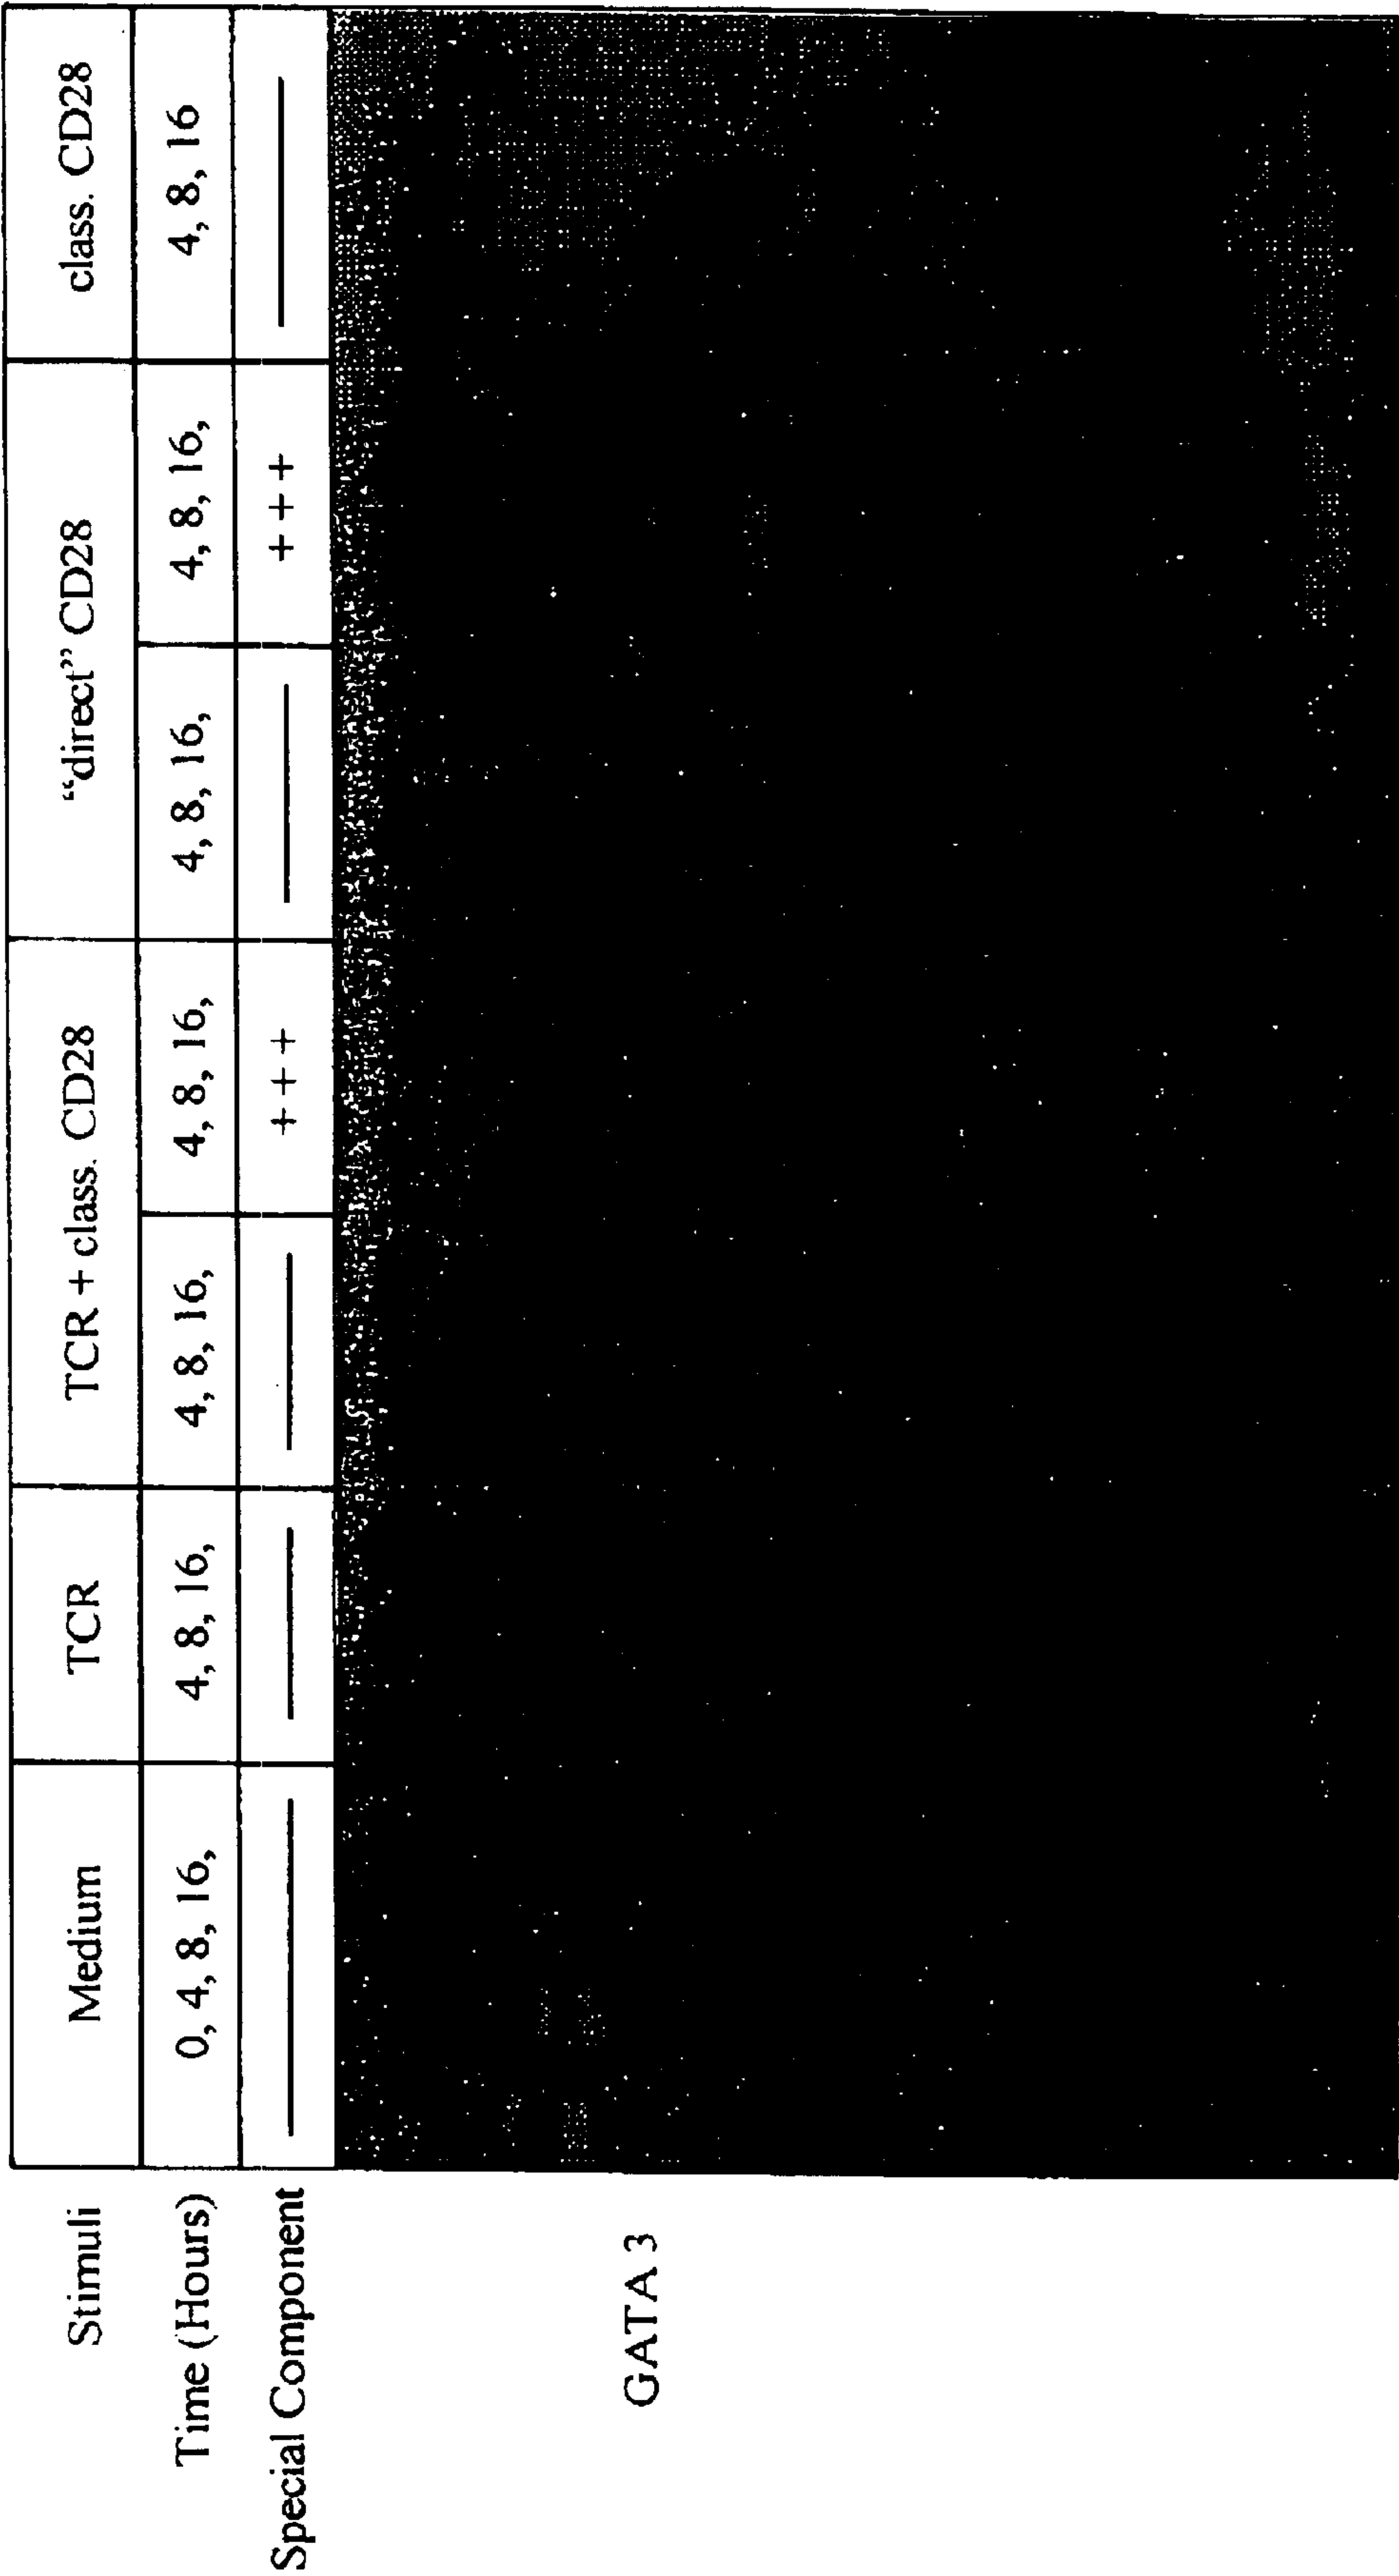 Stimuli Medium TCR TCR + class. CD28 “direct” CD28 class. CD28
Time (Hours) 0, 4, 8, 16, 4, 8, 16, 4, 8, 16, 4, 8, 16, 4, 8, 16, 4, 8, 16, 4, 8, 16
Special Component — — — + + + — + + + —
GATA 3